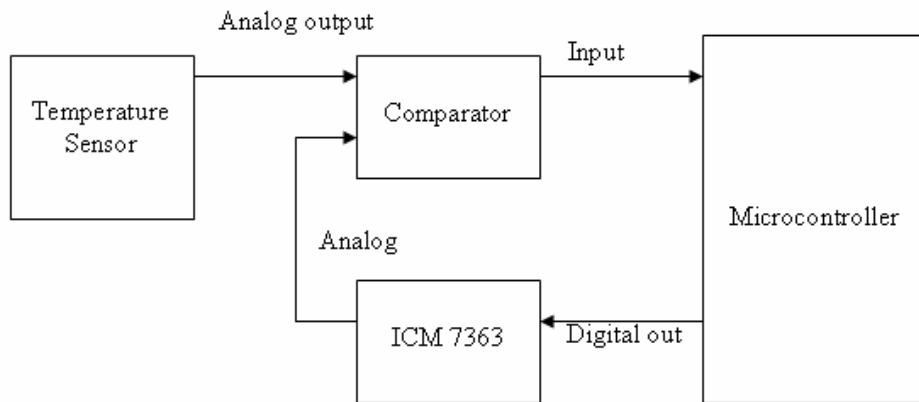 Analog output
Input
Temperature
Sensor
Comparator
Microcontroller
Analog
ICM 7363
Digital out